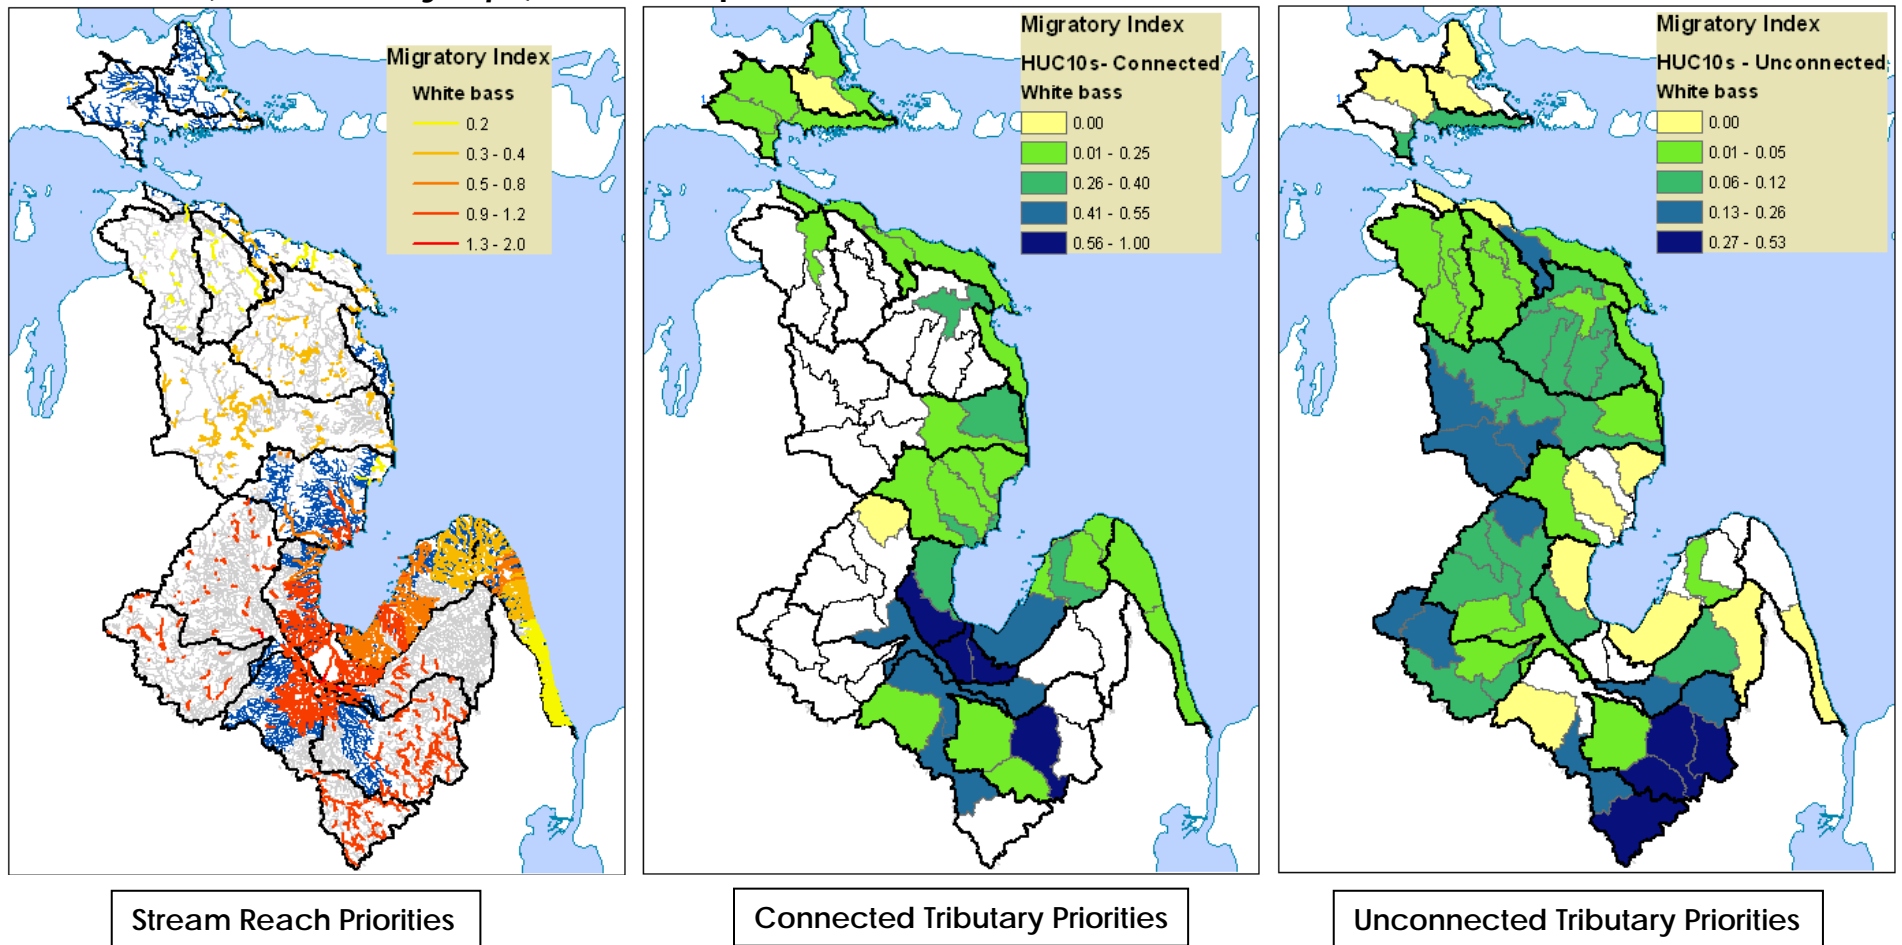 Migratory Index
White bass
0.2
0.3 - 0.4
0.5 - 0.8
0.9 - 1.2
1.3 - 2.0
Stream Reach Priorities
Migratory Index
HUC10s- Connected
White bass
0.00
0.01 - 0.25
0.26 - 0.40
0.41 - 0.55
0.56 - 1.00
Connected Tributary Priorities
Migratory Index
HUC10s - Unconnected
White bass
0.00
0.01 - 0.05
0.06 - 0.12
0.13 - 0.26
0.27 - 0.53
Unconnected Tributary Priorities